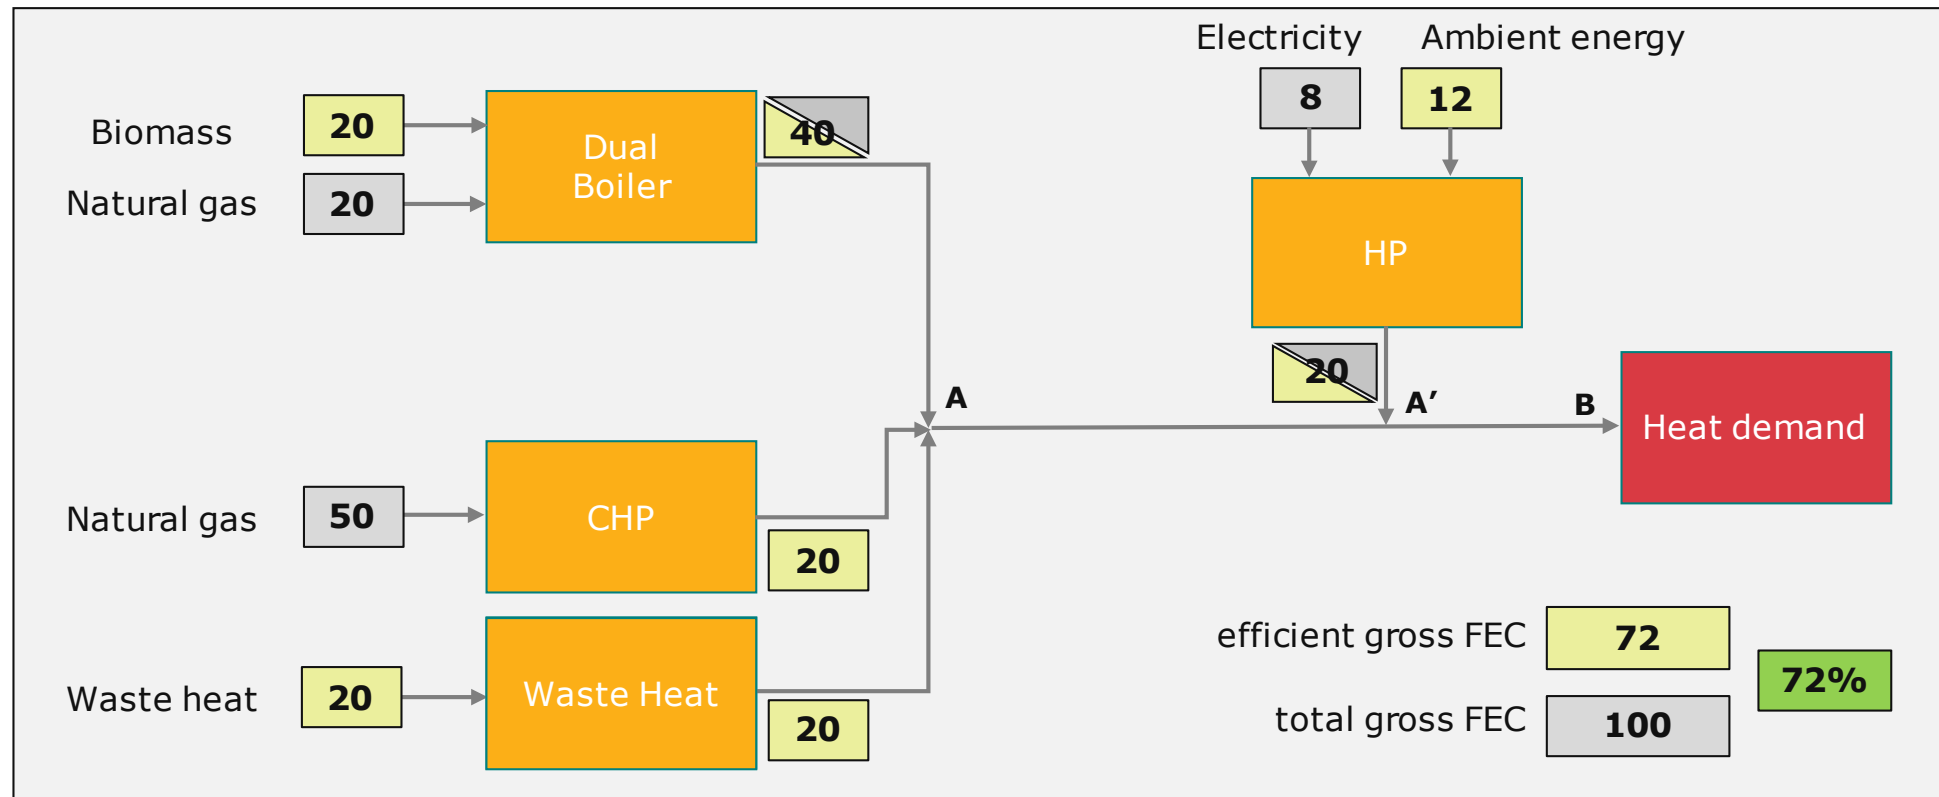 Electricity
Ambient energy
8
12
Biomass
20
Dual
Boiler
40
Natural gas
20
HP
20
A
A’
B
Heat demand
Natural gas
50
CHP
20
Waste heat
20
Waste Heat
20
efficient gross FEC
72
72%
total gross FEC
100